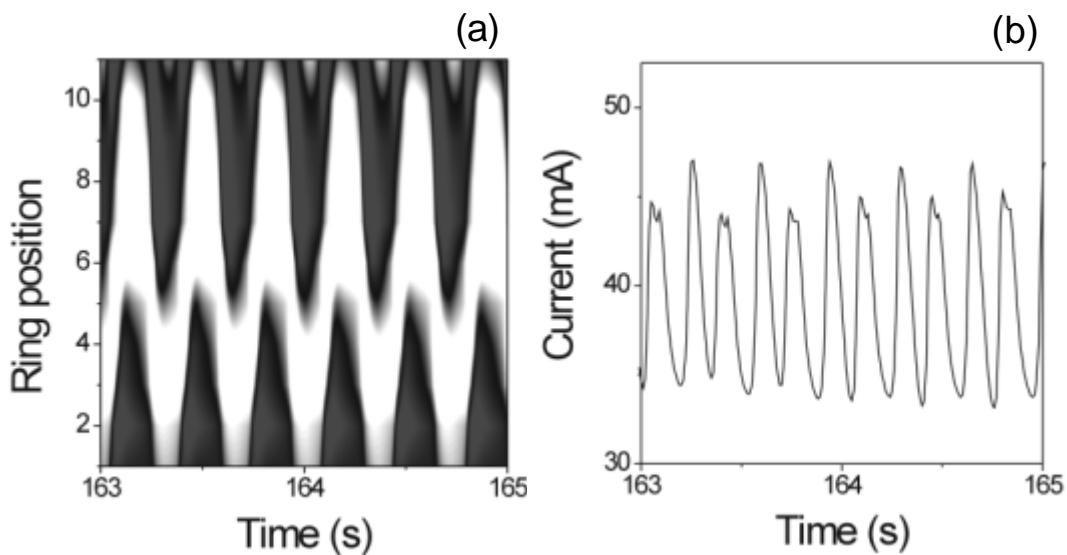 (a)
Ring position
10
8
6
4
2
163
164
165
Time (s)
(b)
Current (mA)
50
40
30
163
164
165
Time (s)